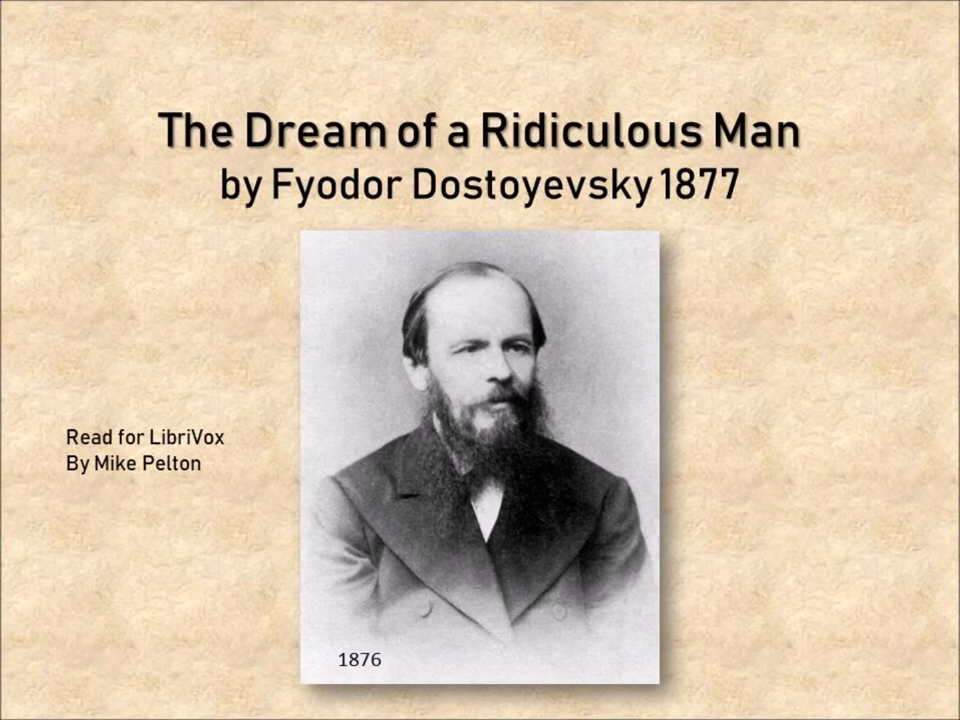 The Dream of a Ridiculous Man
by Fyodor Dostoyevsky 1877
Read for LibriVox
By Mike Pelton
1876